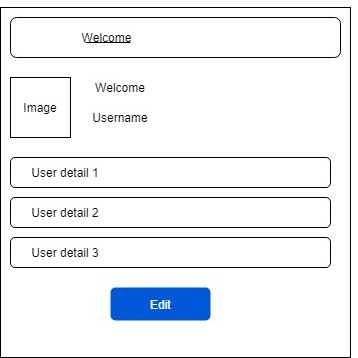 Welcome
Welcome
Image
Username
User detail 1
User detail 2
User detail 3
Edit